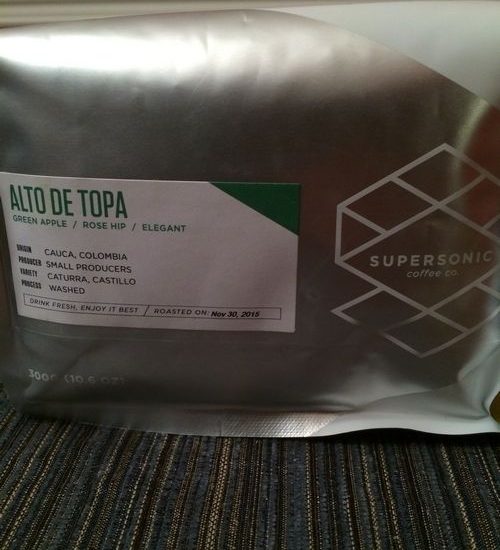 ALTO DE TOPA
GREEN APPLE / ROSE HIP / ELEGANT
ORIGIN CAUCA, COLOMBIA
PRODUCER SMALL PRODUCERS
VARIETY CATURRA, CASTILLO
PROCESS WASHED
DRINK FRESH, ENJOY IT BEST / ROASTED ON: Nov 30, 2015
300G (10.6 OZ)
SUPERSONIC
coffee co.